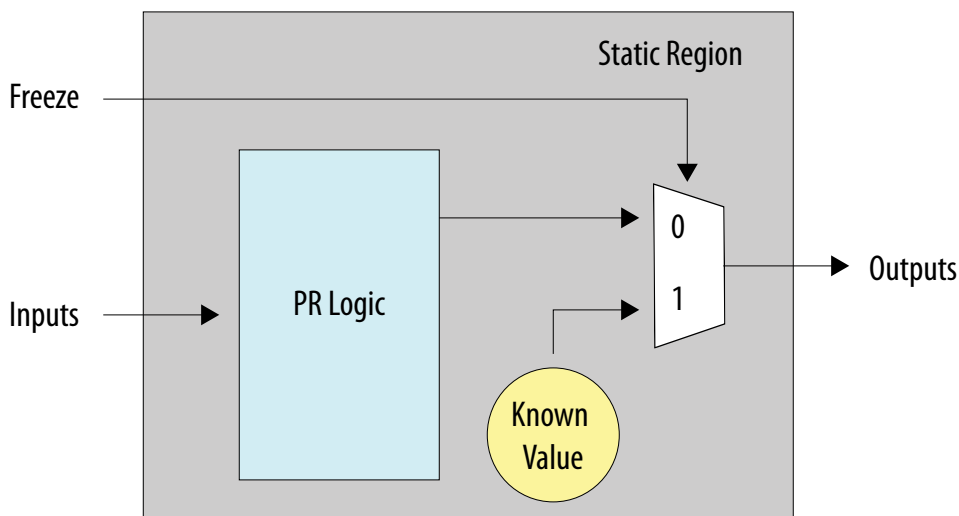 Static Region
Freeze
0
PR Logic
Outputs
Inputs
1
Known
Value